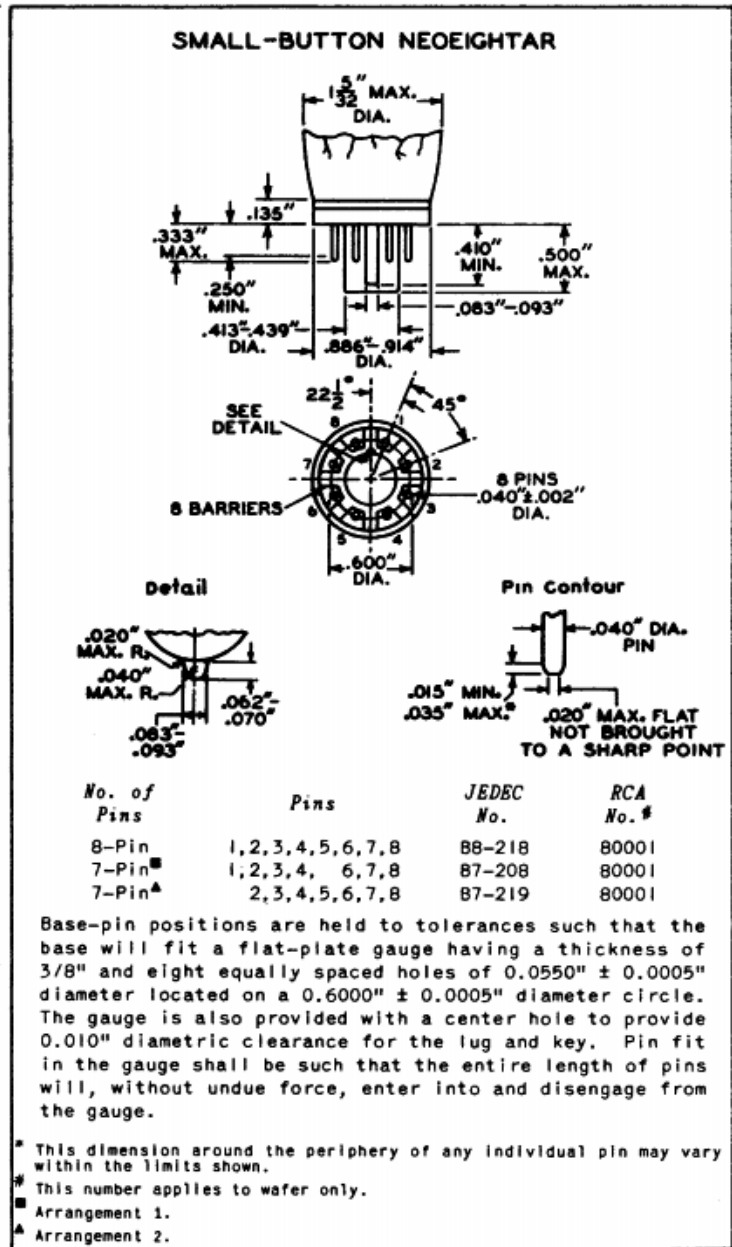 SMALL-BUTTON NEOEIGHTAR
1 5/32" MAX.
DIA.
.135"
.333"
MAX.
.250"
MIN.
.410"
MIN.
.500"
MAX.
.083"-.093"
.413"-.439"
DIA.
.886"-.914"
DIA.
22 1/2°
45°
SEE
DETAIL
8
1
7
2
6
3
5
4
8 BARRIERS
8 PINS
.040"±.002"
DIA.
.600"
DIA.
Detail
.020"
MAX. R.
.040"
MAX. R.
.062"-
.070"
.083"-
.093"
Pin Contour
.040" DIA.
PIN
.015" MIN.
.035" MAX.*
.020" MAX. FLAT
NOT BROUGHT
TO A SHARP POINT
No. of Pins Pins JEDEC No. RCA No.#
8-Pin 1,2,3,4,5,6,7,8 B8-218 80001
7-Pin■ 1,2,3,4, 6,7,8 B7-208 80001
7-Pin▲ 2,3,4,5,6,7,8 B7-219 80001
Base-pin positions are held to tolerances such that the
base will fit a flat-plate gauge having a thickness of
3/8" and eight equally spaced holes of 0.0550" ± 0.0005"
diameter located on a 0.6000" ± 0.0005" diameter circle.
The gauge is also provided with a center hole to provide
0.010" diametric clearance for the lug and key. Pin fit
in the gauge shall be such that the entire length of pins
will, without undue force, enter into and disengage from
the gauge.
* This dimension around the periphery of any individual pin may vary
within the limits shown.
# This number applies to wafer only.
■ Arrangement 1.
▲ Arrangement 2.